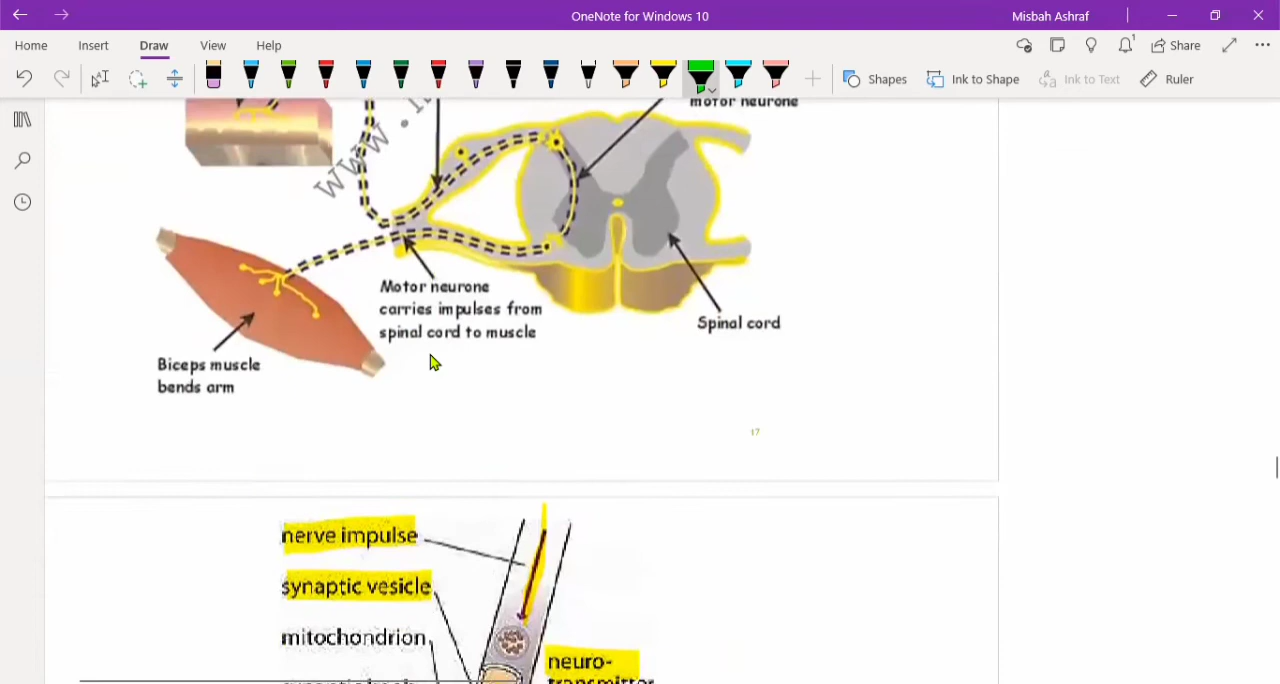 OneNote for Windows 10
Misbah Ashraf
Home Insert Draw View Help
Share
Shapes
Ink to Shape
Ink to Text
Ruler
motor neurone
www.
Motor neurone
carries impulses from
spinal cord to muscle
Spinal cord
Biceps muscle
bends arm
17
nerve impulse
synaptic vesicle
mitochondrion
neuro-
transmitter